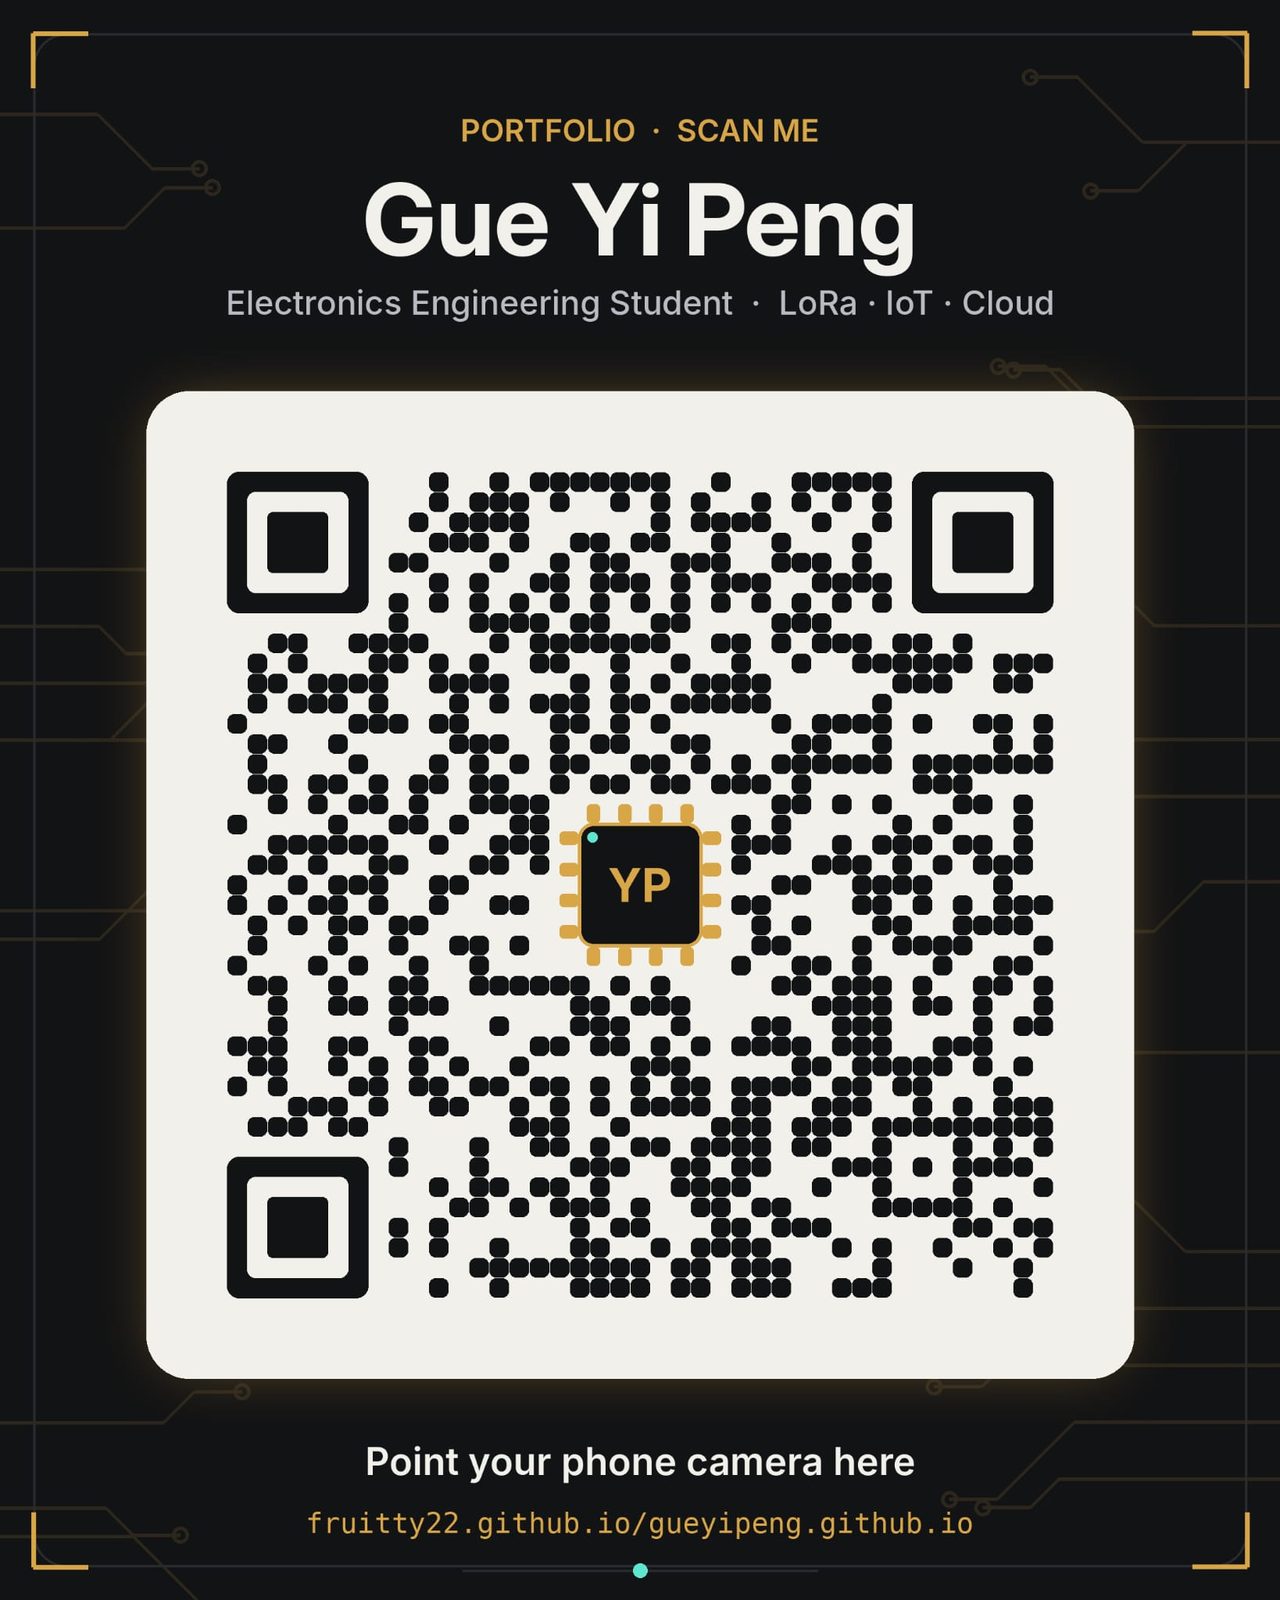 PORTFOLIO · SCAN ME
Gue Yi Peng
Electronics Engineering Student · LoRa · IoT · Cloud
YP
Point your phone camera here
fruitty22.github.io/gueyipeng.github.io